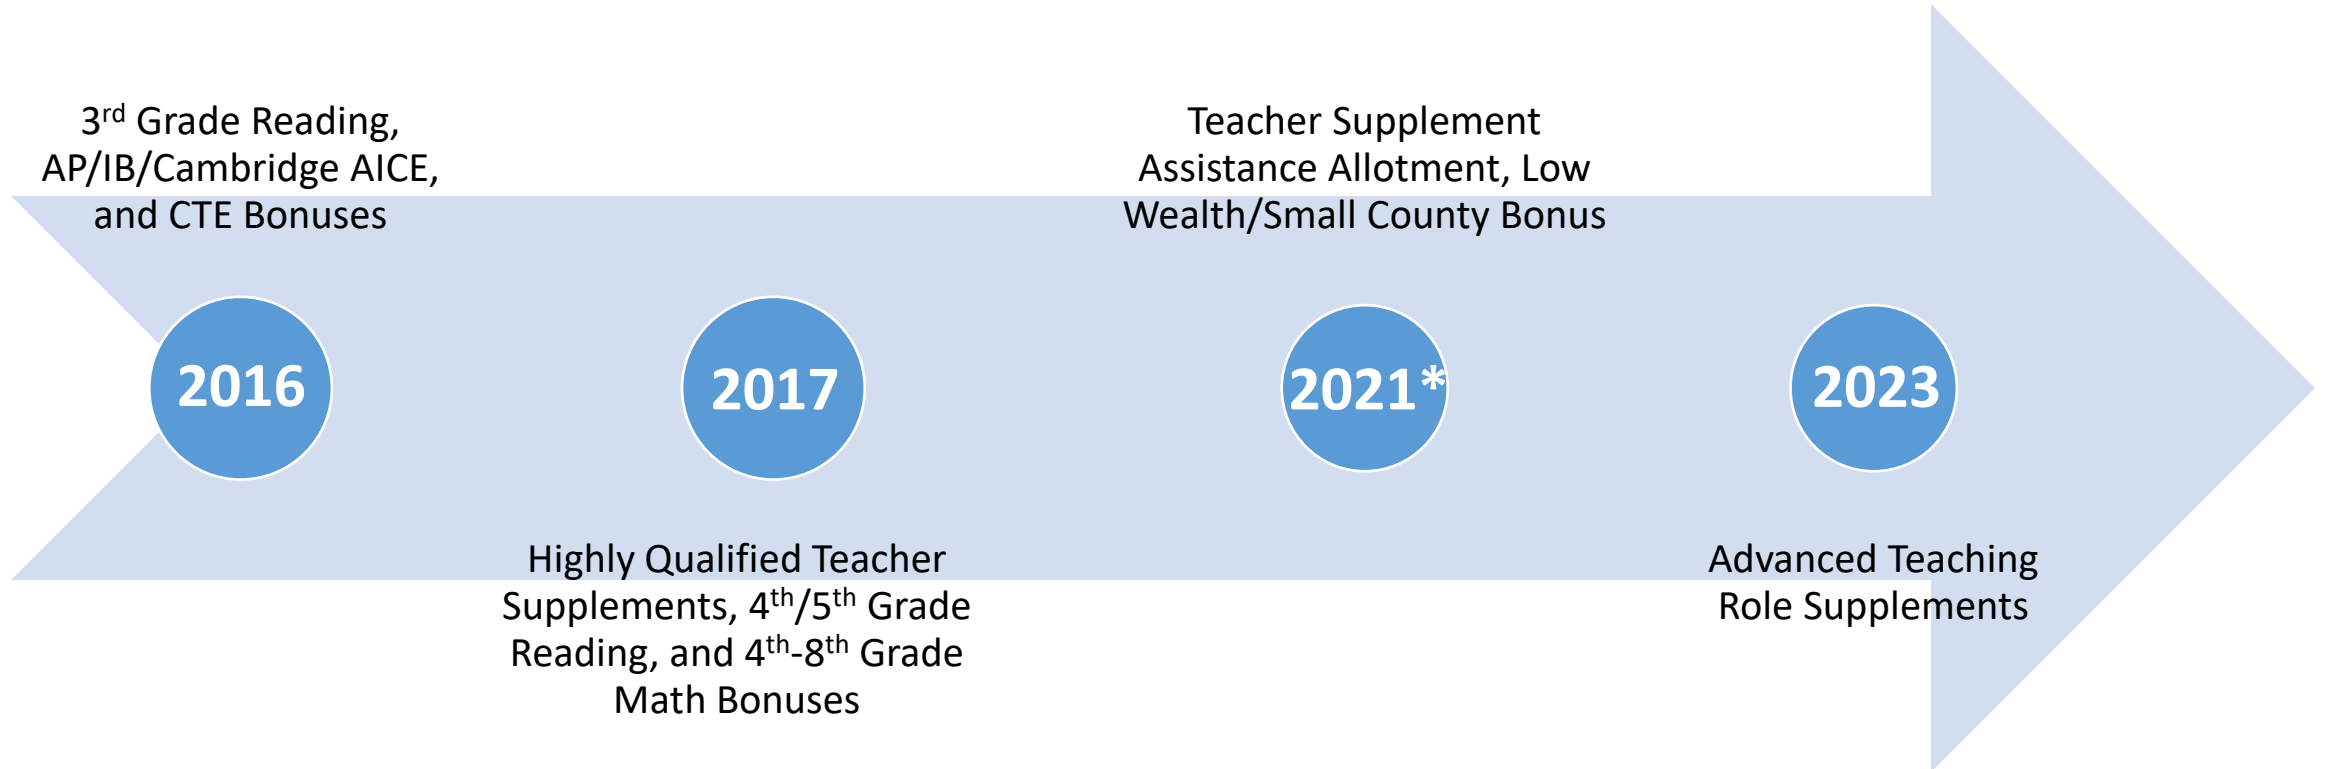 3rd Grade Reading,
AP/IB/Cambridge AICE,
and CTE Bonuses
2016
2017
Highly Qualified Teacher
Supplements, 4th/5th Grade
Reading, and 4th-8th Grade
Math Bonuses
Teacher Supplement
Assistance Allotment, Low
Wealth/Small County Bonus
2021*
2023
Advanced Teaching
Role Supplements